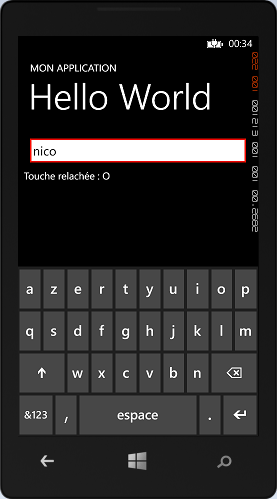 00:34
MON APPLICATION
Hello World
nico
Touche relachée : O
a z e r t y u i o p
q s d f g h j k l m
w x c v b n
&123 , espace .